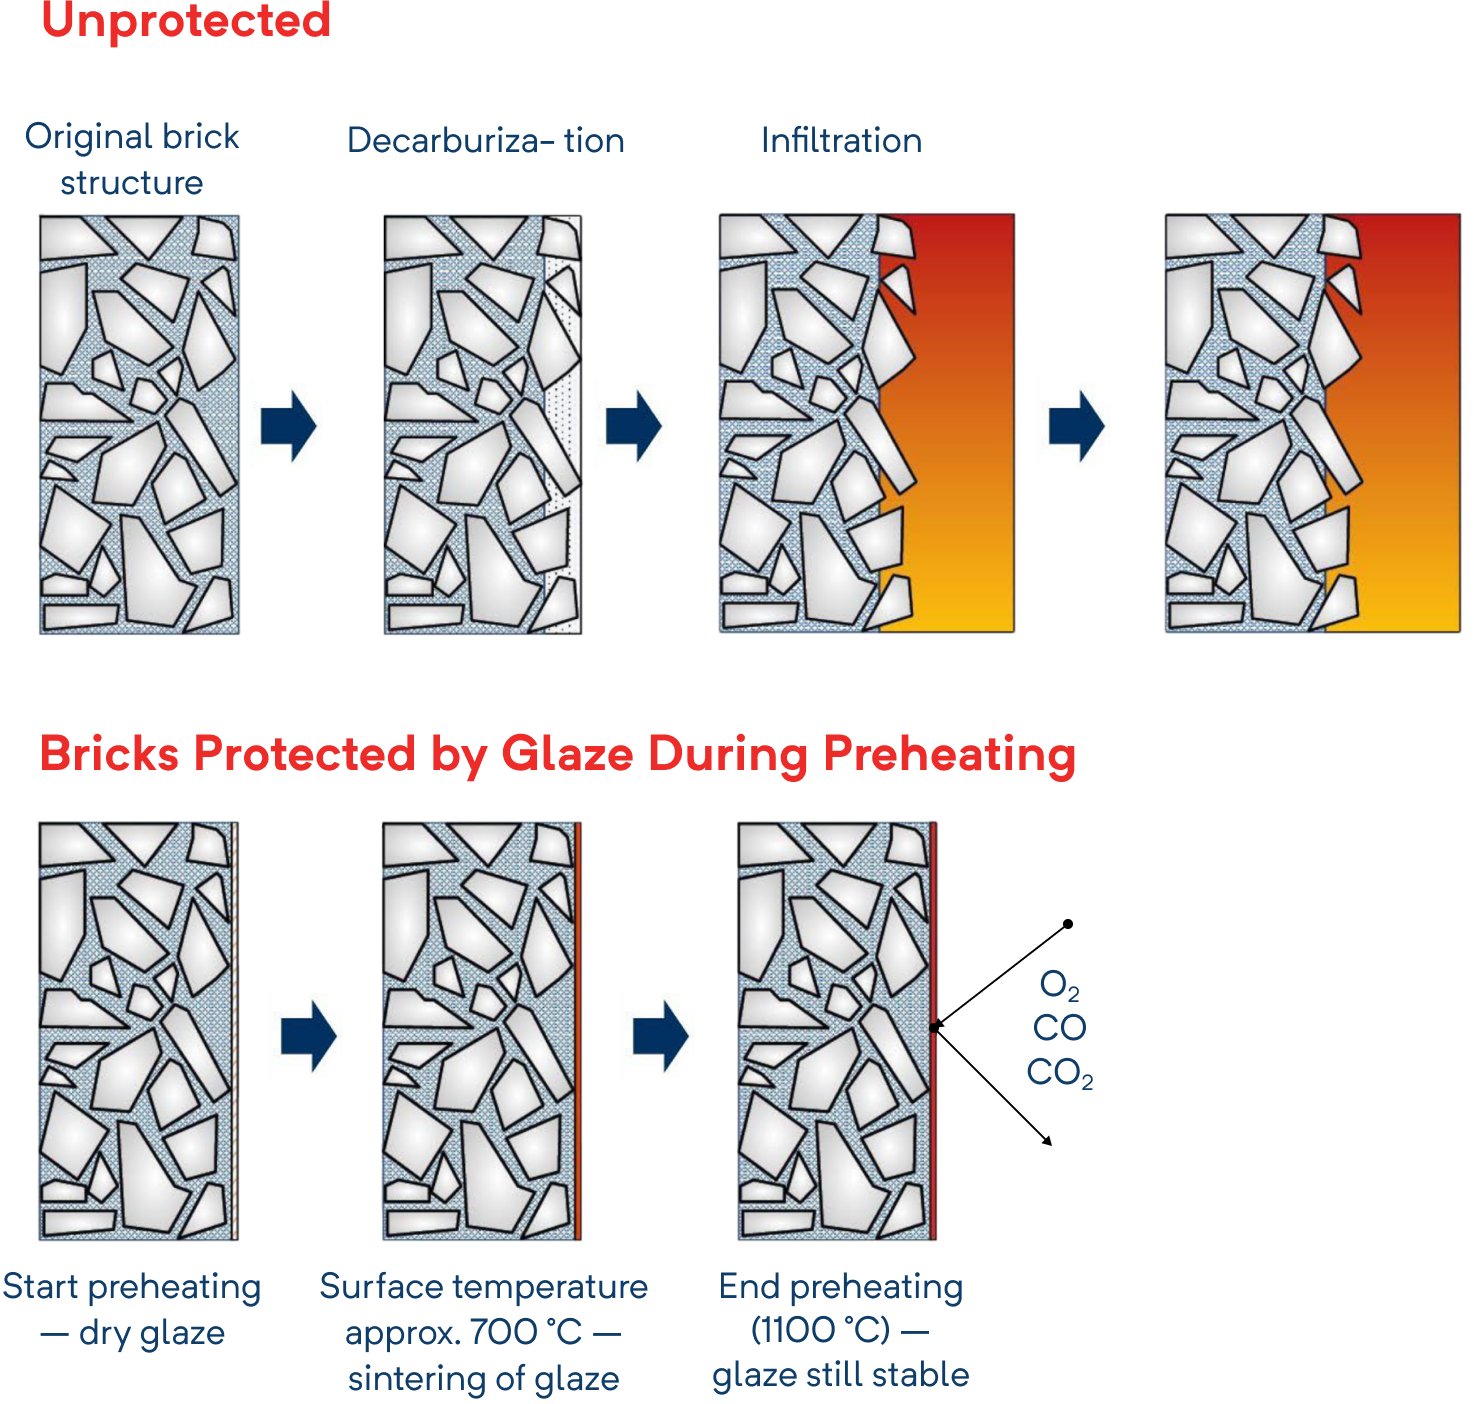 Unprotected
Original brick
structure
Decarburiza- tion
Infiltration
Bricks Protected by Glaze During Preheating
O₂
CO
CO₂
Start preheating
— dry glaze
Surface temperature
approx. 700 °C —
sintering of glaze
End preheating
(1100 °C) —
glaze still stable